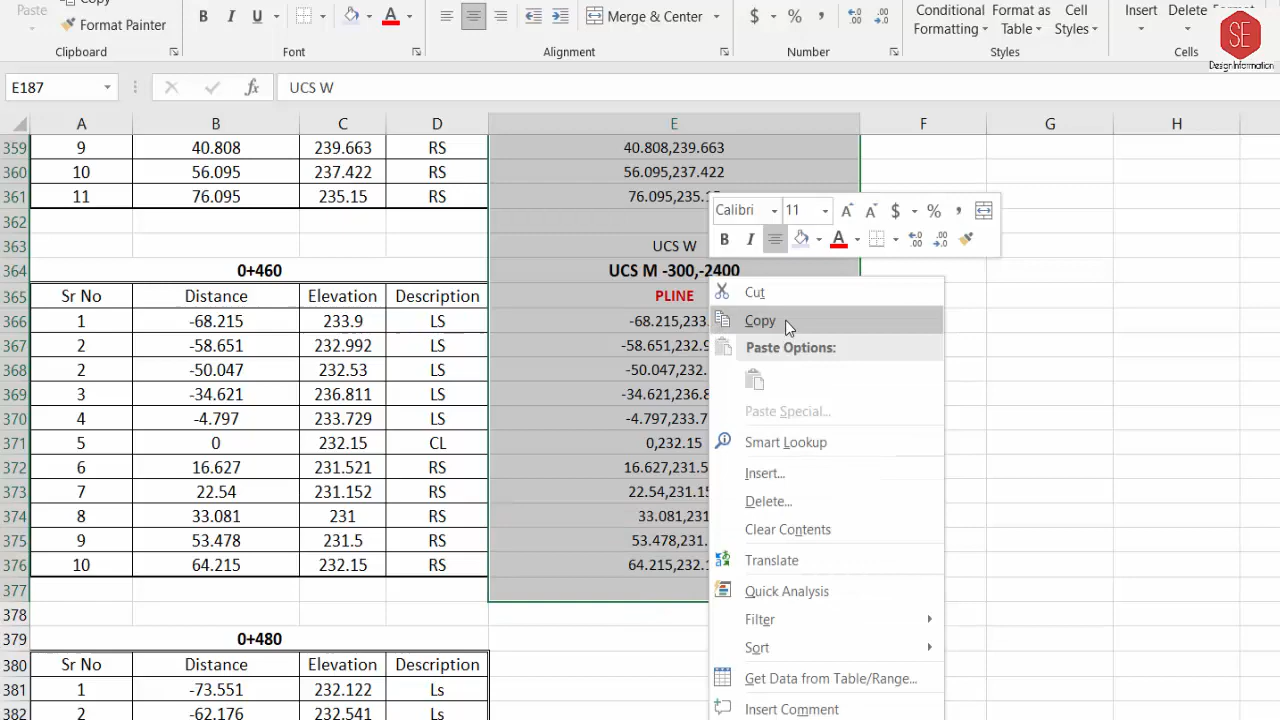 Paste
Copy
Format Painter
B I U
A
Merge & Center
$ % ,
Conditional Formatting
Format as Table
Cell Styles
Insert Delete Format
SE
Design Information
Clipboard Font Alignment Number Styles Cells
E187 fx UCS W
A B C D E F G H
359 9 40.808 239.663 RS 40.808,239.663
360 10 56.095 237.422 RS 56.095,237.422
361 11 76.095 235.15 RS 76.095,235.15
362
363 UCS W
364 0+460 UCS M -300,-2400
365 Sr No Distance Elevation Description PLINE
366 1 -68.215 233.9 LS -68.215,233.
367 2 -58.651 232.992 LS -58.651,232.9
368 2 -50.047 232.53 LS -50.047,232.
369 3 -34.621 236.811 LS -34.621,236.8
370 4 -4.797 233.729 LS -4.797,233.7
371 5 0 232.15 CL 0,232.15
372 6 16.627 231.521 RS 16.627,231.5
373 7 22.54 231.152 RS 22.54,231.15
374 8 33.081 231 RS 33.081,231
375 9 53.478 231.5 RS 53.478,231.
376 10 64.215 232.15 RS 64.215,232.1
377
378
379 0+480
380 Sr No Distance Elevation Description
381 1 -73.551 232.122 Ls
382 2 -62.176 232.541 Ls
Calibri 11 A A $ % ,
B I A
Cut
Copy
Paste Options:
Paste Special...
Smart Lookup
Insert...
Delete...
Clear Contents
Translate
Quick Analysis
Filter
Sort
Get Data from Table/Range...
Insert Comment